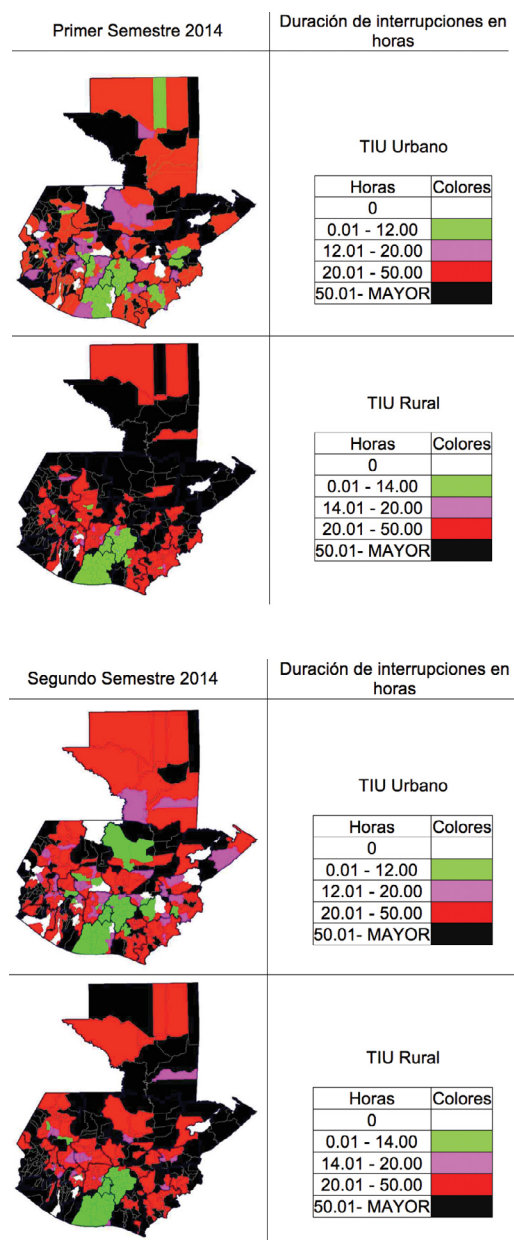 Primer Semestre 2014
Duración de interrupciones en
horas
TIU Urbano
Horas Colores
0
0.01 - 12.00
12.01 - 20.00
20.01 - 50.00
50.01- MAYOR
TIU Rural
Horas Colores
0
0.01 - 14.00
14.01 - 20.00
20.01 - 50.00
50.01- MAYOR
Segundo Semestre 2014
Duración de interrupciones en
horas
TIU Urbano
Horas Colores
0
0.01 - 12.00
12.01 - 20.00
20.01 - 50.00
50.01- MAYOR
TIU Rural
Horas Colores
0
0.01 - 14.00
14.01 - 20.00
20.01 - 50.00
50.01- MAYOR